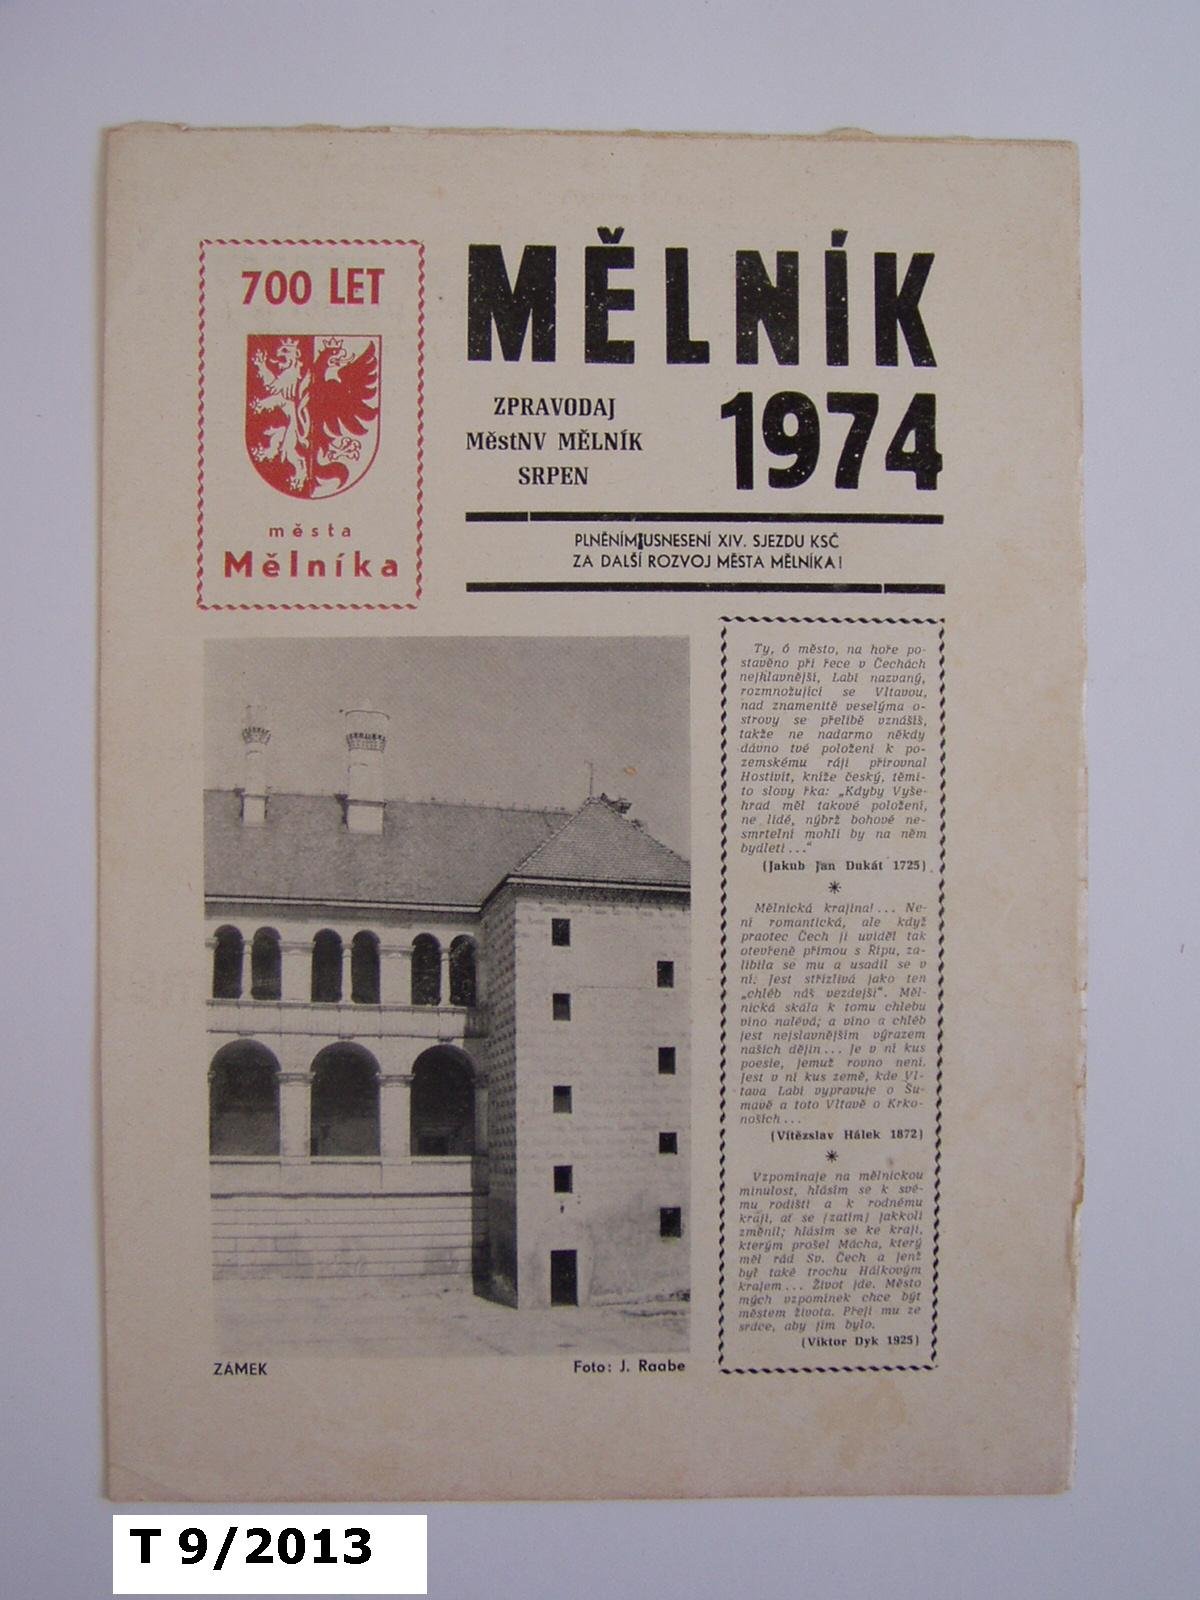 700 LET
města
Mělníka
MĚLNÍK
1974
ZPRAVODAJ
MěstNV MĚLNÍK
SRPEN
PLNĚNÍM USNESENÍ XIV. SJEZDU KSČ
ZA DALŠÍ ROZVOJ MĚSTA MĚLNÍKA!
Ty, ó město, na hoře po-
stavěno při řece v Čechách
nejhlavnější, Labi nazvaný,
rozmnožující se Vltavou,
nad znamenitě veselýma o-
strovy se přelibě vznášíš,
takže ne nadarmo někdy
dávno tvé položení k po-
zemskému ráji přirovnal
Hostivít, kníže český, těmi-
to slovy řka: „Kdyby Vyše-
hrad měl takové položení,
ne lidé, nýbrž bohové ne-
smrtelní mohli by na něm
bydleti..."
(Jakub Jan Dukát 1725)
*
Mělnická krajina!... Ne-
ní romantická, ale když
praotec Čech ji uviděl tak
otevřeně přímou s Řípu, za-
líbila se mu a usadil se v
ní: jest střízlivá jako ten
„chléb náš vezdejší". Měl-
nická skála k tomu chlebu
víno nalévá; a víno a chléb
jest nejslavnějším výrazem
našich dějin... je v ní kus
poesie, jemuž rovno není.
jest v ní kus země, kde Vl-
tava Labi vypravuje o Šu-
mavě a toto Vltavě o Krko-
noších...
(Vítězslav Hálek 1872)
*
Vzpomínaje na mělnickou
minulost, hlásím se k své-
mu rodišti a k rodnému
kraji, ať se (zatím) jakkoli
změnil; hlásím se ke kraji,
kterým prošel Mácha, který
měl rád Sv. Čech a jenž
byl také trochu Hálkovým
krajem... Život jde. Město
mých vzpomínek chce být
městem života. Přeji mu ze
srdce, aby jím bylo.
(Viktor Dyk 1925)
ZÁMEK
Foto: J. Raabe
T 9/2013